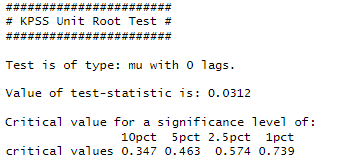 #######################
# KPSS Unit Root Test #
#######################
Test is of type: mu with 0 lags.
Value of test-statistic is: 0.0312
Critical value for a significance level of:
10pct 5pct 2.5pct 1pct
critical values 0.347 0.463 0.574 0.739